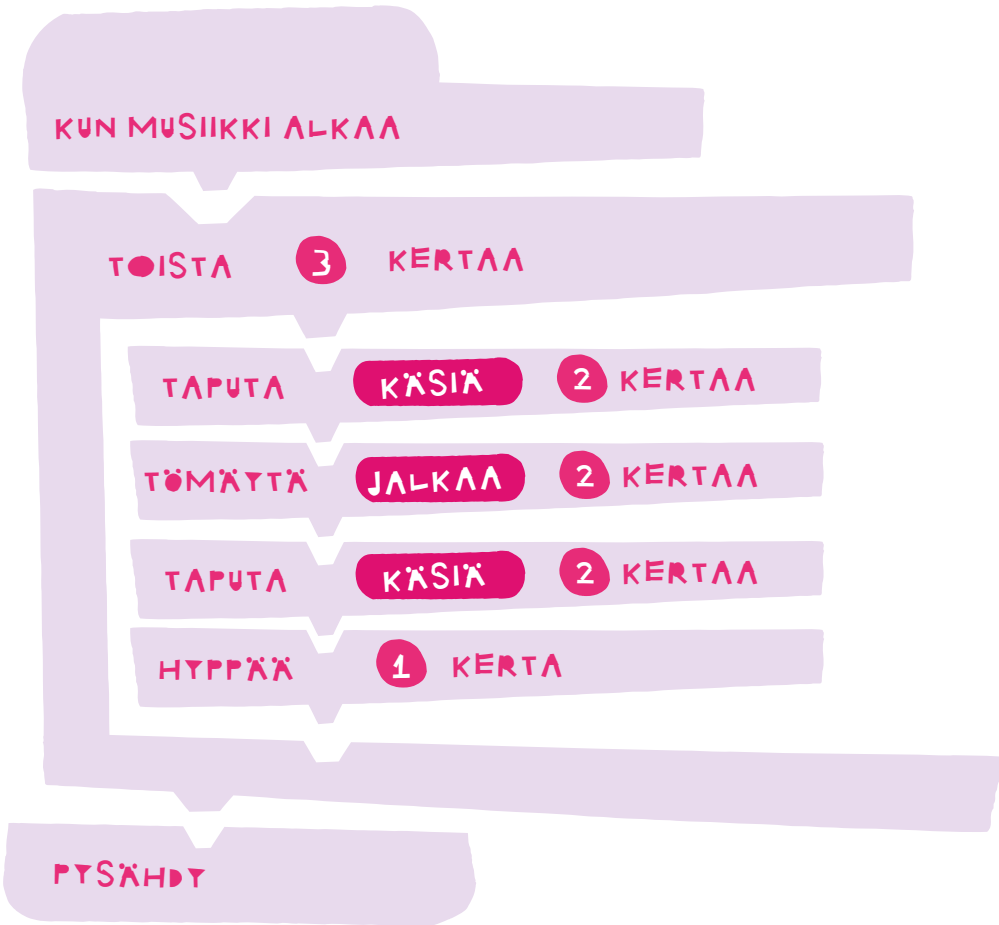 KUN MUSIIKKI ALKAA
TOISTA 3 KERTAA
TAPUTA KÄSIÄ 2 KERTAA
TÖMÄYTÄ JALKAA 2 KERTAA
TAPUTA KÄSIÄ 2 KERTAA
HYPPÄÄ 1 KERTA
PYSÄHDY